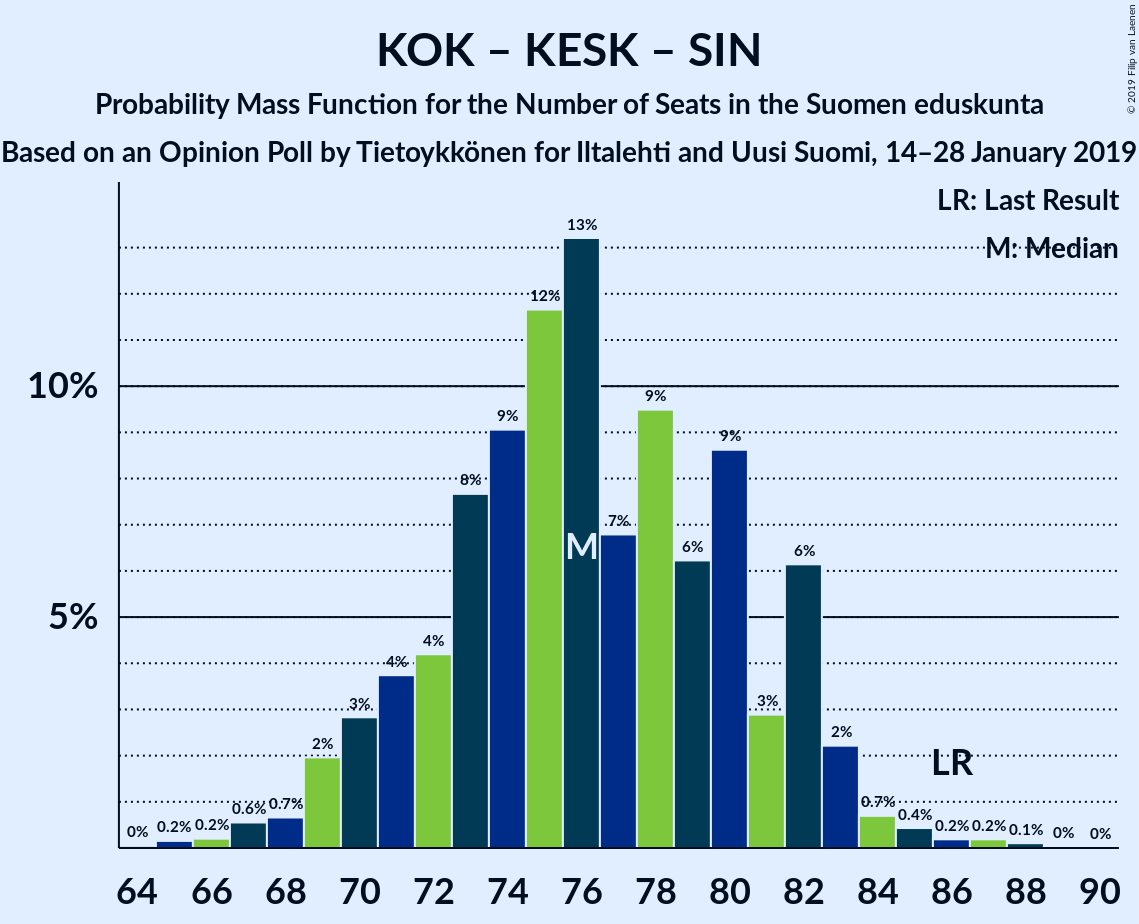 KOK – KESK – SIN
Probability Mass Function for the Number of Seats in the Suomen eduskunta
Based on an Opinion Poll by Tietoykkönen for Iltalehti and Uusi Suomi, 14–28 January 2019
© 2019 Filip van Laenen
LR: Last Result
M: Median
10%
5%
0% 0.2% 0.2% 0.6% 0.7% 2% 3% 4% 4% 8% 9% 12% 13% 7% 9% 6% 9% 3% 6% 2% 0.7% 0.4% 0.2% 0.2% 0.1% 0% 0%
M
LR
64 66 68 70 72 74 76 78 80 82 84 86 88 90